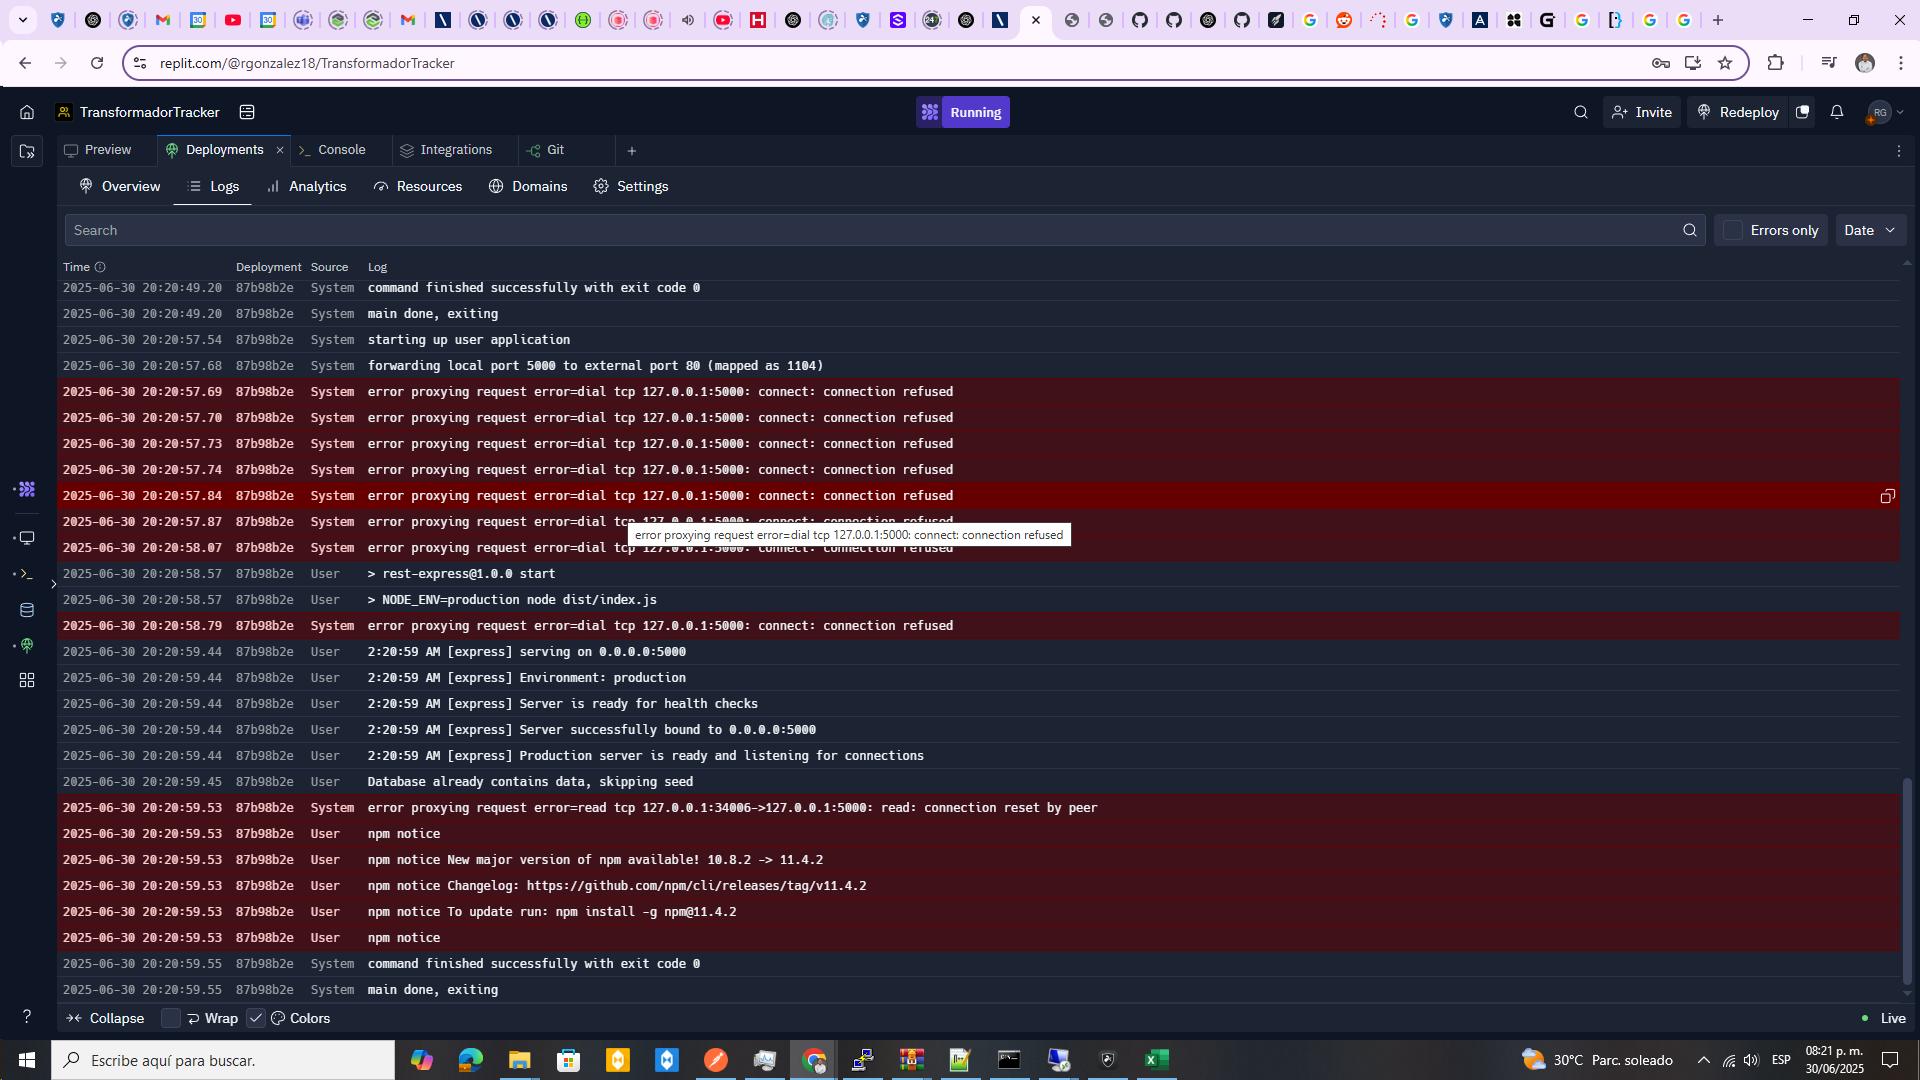 replit.com/@rgonzalez18/TransformadorTracker
TransformadorTracker
Running
Invite
Redeploy
RG
Preview
Deployments
Console
Integrations
Git
Overview
Logs
Analytics
Resources
Domains
Settings
Search
Errors only
Date
Time Deployment Source Log
2025-06-30 20:20:49.20 87b98b2e System command finished successfully with exit code 0
2025-06-30 20:20:49.20 87b98b2e System main done, exiting
2025-06-30 20:20:57.54 87b98b2e System starting up user application
2025-06-30 20:20:57.68 87b98b2e System forwarding local port 5000 to external port 80 (mapped as 1104)
2025-06-30 20:20:57.69 87b98b2e System error proxying request error=dial tcp 127.0.0.1:5000: connect: connection refused
2025-06-30 20:20:57.70 87b98b2e System error proxying request error=dial tcp 127.0.0.1:5000: connect: connection refused
2025-06-30 20:20:57.73 87b98b2e System error proxying request error=dial tcp 127.0.0.1:5000: connect: connection refused
2025-06-30 20:20:57.74 87b98b2e System error proxying request error=dial tcp 127.0.0.1:5000: connect: connection refused
2025-06-30 20:20:57.84 87b98b2e System error proxying request error=dial tcp 127.0.0.1:5000: connect: connection refused
2025-06-30 20:20:57.87 87b98b2e System error proxying request error=dial tcp 127.0.0.1:5000: connect: connection refused
error proxying request error=dial tcp 127.0.0.1:5000: connect: connection refused
2025-06-30 20:20:58.07 87b98b2e System error proxying request error=dial tcp 127.0.0.1:5000: connect: connection refused
2025-06-30 20:20:58.57 87b98b2e User > rest-express@1.0.0 start
2025-06-30 20:20:58.57 87b98b2e User > NODE_ENV=production node dist/index.js
2025-06-30 20:20:58.79 87b98b2e System error proxying request error=dial tcp 127.0.0.1:5000: connect: connection refused
2025-06-30 20:20:59.44 87b98b2e User 2:20:59 AM [express] serving on 0.0.0.0:5000
2025-06-30 20:20:59.44 87b98b2e User 2:20:59 AM [express] Environment: production
2025-06-30 20:20:59.44 87b98b2e User 2:20:59 AM [express] Server is ready for health checks
2025-06-30 20:20:59.44 87b98b2e User 2:20:59 AM [express] Server successfully bound to 0.0.0.0:5000
2025-06-30 20:20:59.44 87b98b2e User 2:20:59 AM [express] Production server is ready and listening for connections
2025-06-30 20:20:59.45 87b98b2e User Database already contains data, skipping seed
2025-06-30 20:20:59.53 87b98b2e System error proxying request error=read tcp 127.0.0.1:34006->127.0.0.1:5000: read: connection reset by peer
2025-06-30 20:20:59.53 87b98b2e User npm notice
2025-06-30 20:20:59.53 87b98b2e User npm notice New major version of npm available! 10.8.2 -> 11.4.2
2025-06-30 20:20:59.53 87b98b2e User npm notice Changelog: https://github.com/npm/cli/releases/tag/v11.4.2
2025-06-30 20:20:59.53 87b98b2e User npm notice To update run: npm install -g npm@11.4.2
2025-06-30 20:20:59.53 87b98b2e User npm notice
2025-06-30 20:20:59.55 87b98b2e System command finished successfully with exit code 0
2025-06-30 20:20:59.55 87b98b2e System main done, exiting
Collapse
Wrap
Colors
Live
Escribe aquí para buscar.
30°C Parc. soleado
ESP
08:21 p. m.
30/06/2025